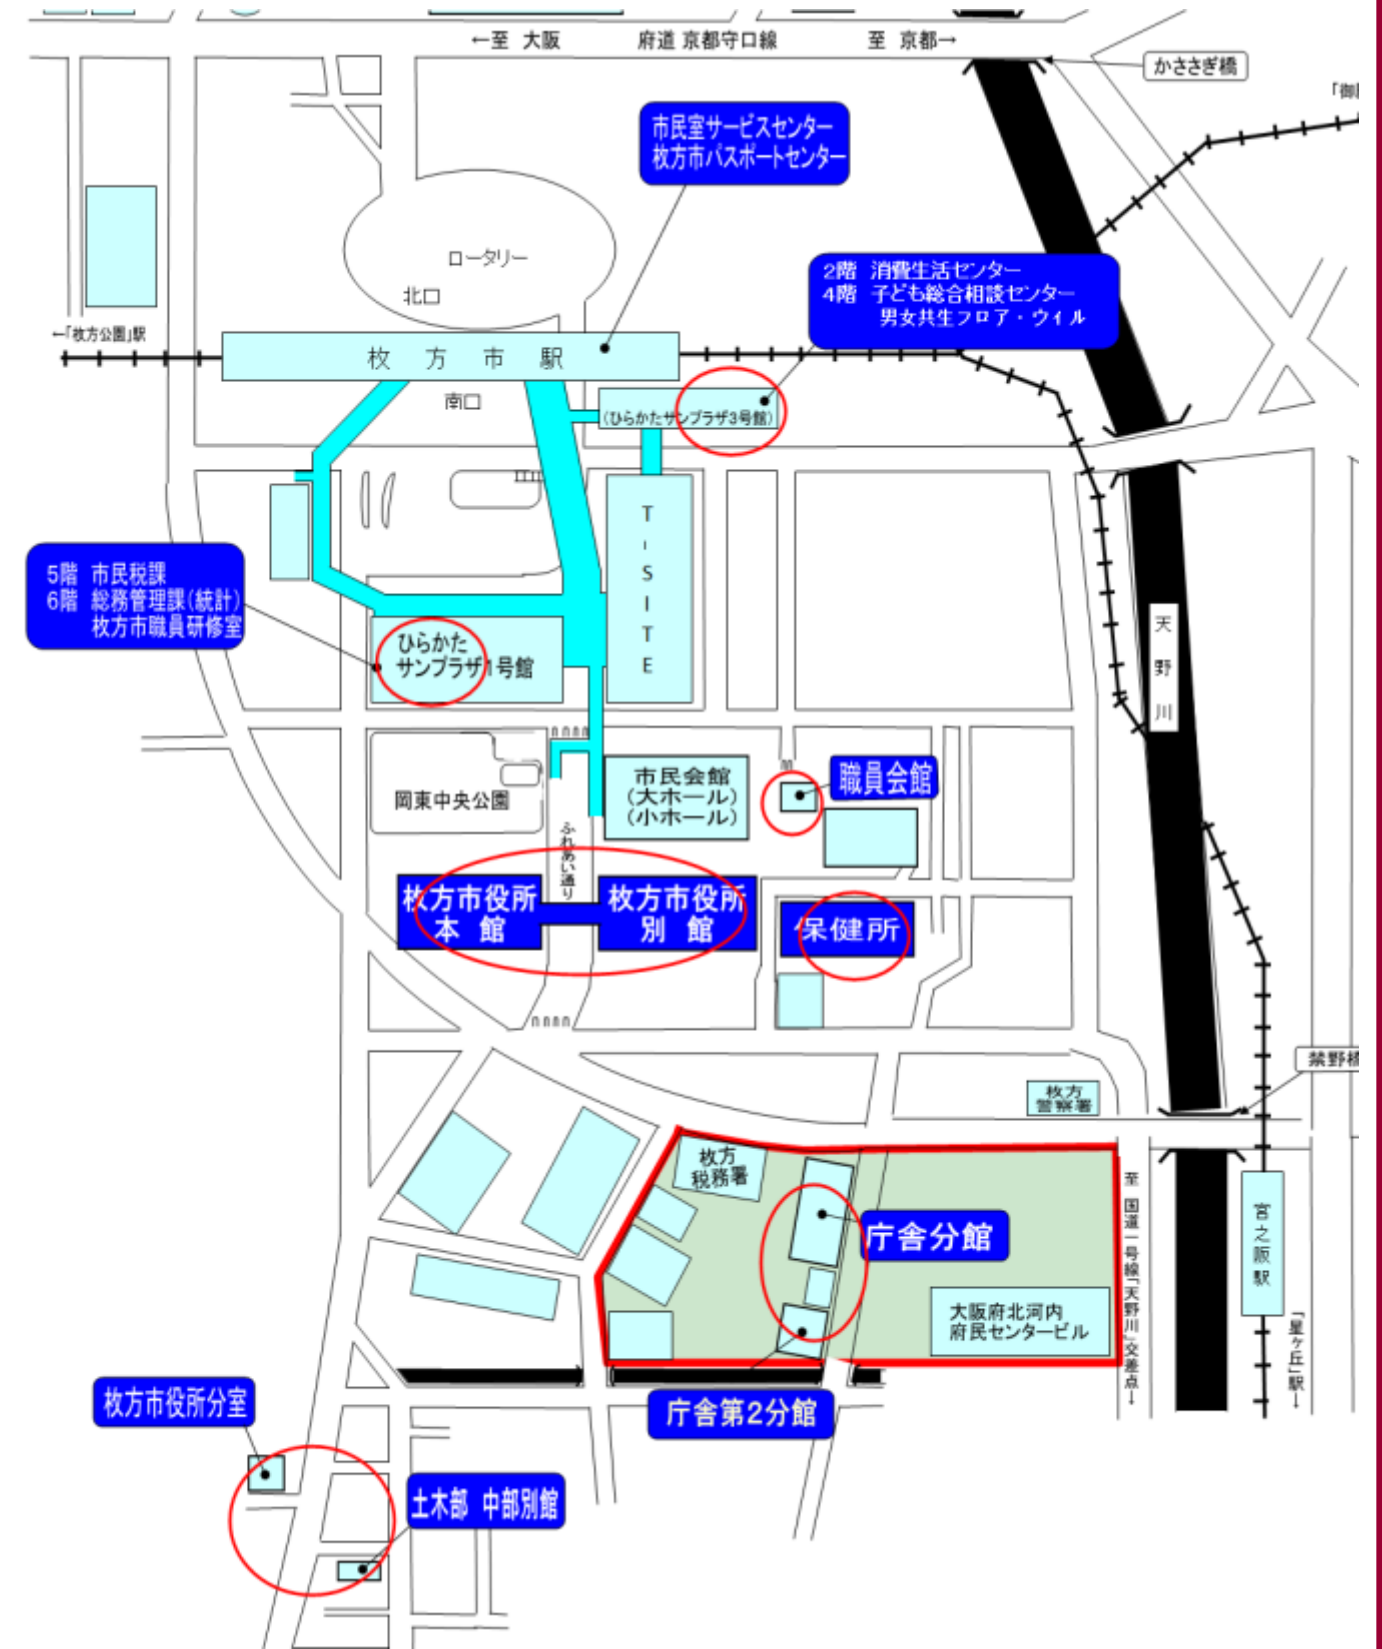 ←至 大阪 府道 京都守口線 至 京都→
かささぎ橋
市民室サービスセンター
枚方市パスポートセンター
ロータリー
北口
2階 消費生活センター
4階 子ども総合相談センター
男女共生フロア・ウィル
←「枚方公園」駅
枚方市駅
南口
(ひらかたサンプラザ3号館)
T-SITE
5階 市民税課
6階 総務管理課(統計)
枚方市職員研修室
ひらかた
サンプラザ1号館
天野川
岡東中央公園
市民会館
(大ホール)
(小ホール)
職員会館
ふれあい通り
枚方市役所
本館
枚方市役所
別館
保健所
枚方
警察署
禁野橋
枚方
税務署
庁舎分館
大阪府北河内
府民センタービル
至 国道一号線「天野川」交差点→
宮之阪駅
「星ヶ丘」駅→
庁舎第2分館
枚方市役所分室
土木部 中部別館